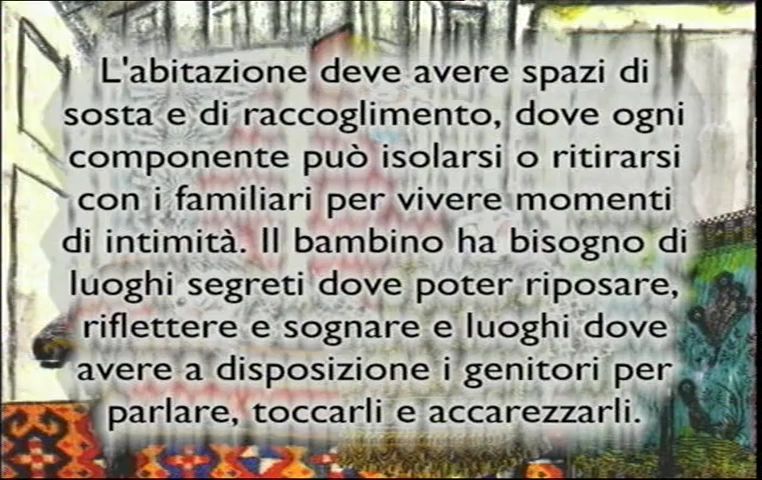 L'abitazione deve avere spazi di
sosta e di raccoglimento, dove ogni
componente può isolarsi o ritirarsi
con i familiari per vivere momenti
di intimità. Il bambino ha bisogno di
luoghi segreti dove poter riposare,
riflettere e sognare e luoghi dove
avere a disposizione i genitori per
parlare, toccarli e accarezzarli.